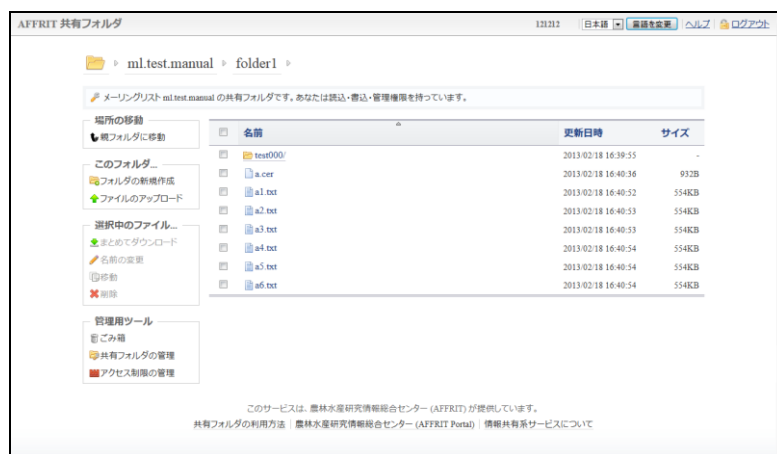 AFFRIT 共有フォルダ 121212 日本語 言語を変更 ヘルプ ログアウト
ml.test.manual folder1
メーリングリスト ml.test.manual の共有フォルダです。あなたは読込・書込・管理権限を持っています。
場所の移動
親フォルダに移動
このフォルダ...
フォルダの新規作成
ファイルのアップロード
選択中のファイル...
まとめてダウンロード
名前の変更
移動
削除
管理用ツール
ごみ箱
共有フォルダの管理
アクセス制限の管理
名前 更新日時 サイズ
test000/ 2013/02/18 16:39:55 -
a.cer 2013/02/18 16:40:36 932B
a1.txt 2013/02/18 16:40:52 554KB
a2.txt 2013/02/18 16:40:53 554KB
a3.txt 2013/02/18 16:40:53 554KB
a4.txt 2013/02/18 16:40:54 554KB
a5.txt 2013/02/18 16:40:54 554KB
a6.txt 2013/02/18 16:40:54 554KB
このサービスは、農林水産研究情報総合センター (AFFRIT) が提供しています。
共有フォルダの利用方法 | 農林水産研究情報総合センター (AFFRIT Portal) | 情報共有系サービスについて